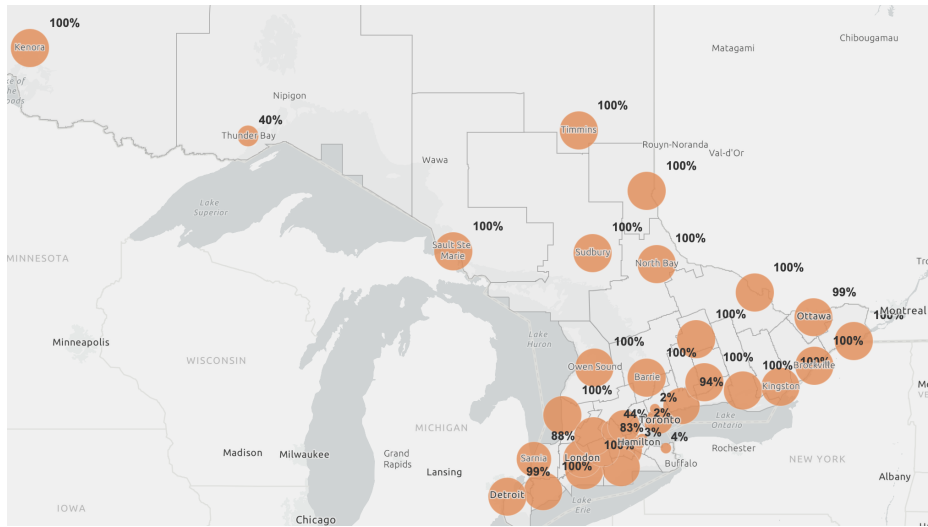 100%
Kenora
Chibougamau
Matagami
Nipigon
40%
Thunder Bay
100%
Timmins
Rouyn-Noranda
Val-d'Or
100%
Wawa
Lake
Superior
100%
Sault Ste
Marie
100%
Sudbury
100%
North Bay
MINNESOTA
100%
99%
Ottawa
Montreal
100%
Minneapolis
Lake
Huron
100%
100%
100%
WISCONSIN
Owen Sound
100%
100%
100%
Brockville
Barrie
94%
Kingston
100%
2%
44%
2%
Toronto
Lake
Ontario
MICHIGAN
88%
83%
3%
4%
Hamilton
100%
Rochester
Buffalo
NEW YORK
Madison
Milwaukee
Grand
Rapids
Sarnia
London
Lansing
99%
100%
Albany
Detroit
Lake
Erie
IOWA
Chicago